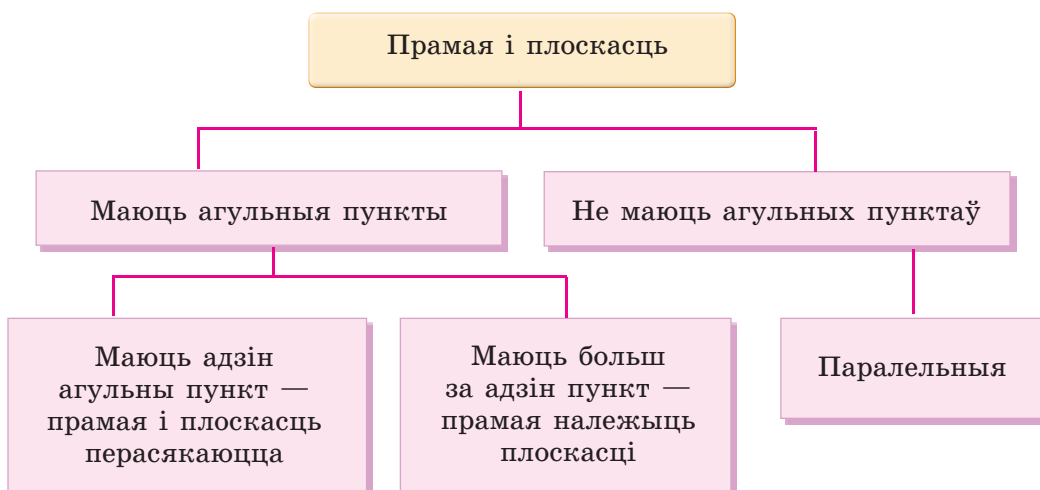 Прамая і плоскасць
Маюць агульныя пункты
Не маюць агульных пунктаў
Маюць адзін
агульны пункт —
прамая і плоскасць
перасякаюцца
Маюць больш
за адзін пункт —
прамая належыць
плоскасці
Паралельныя